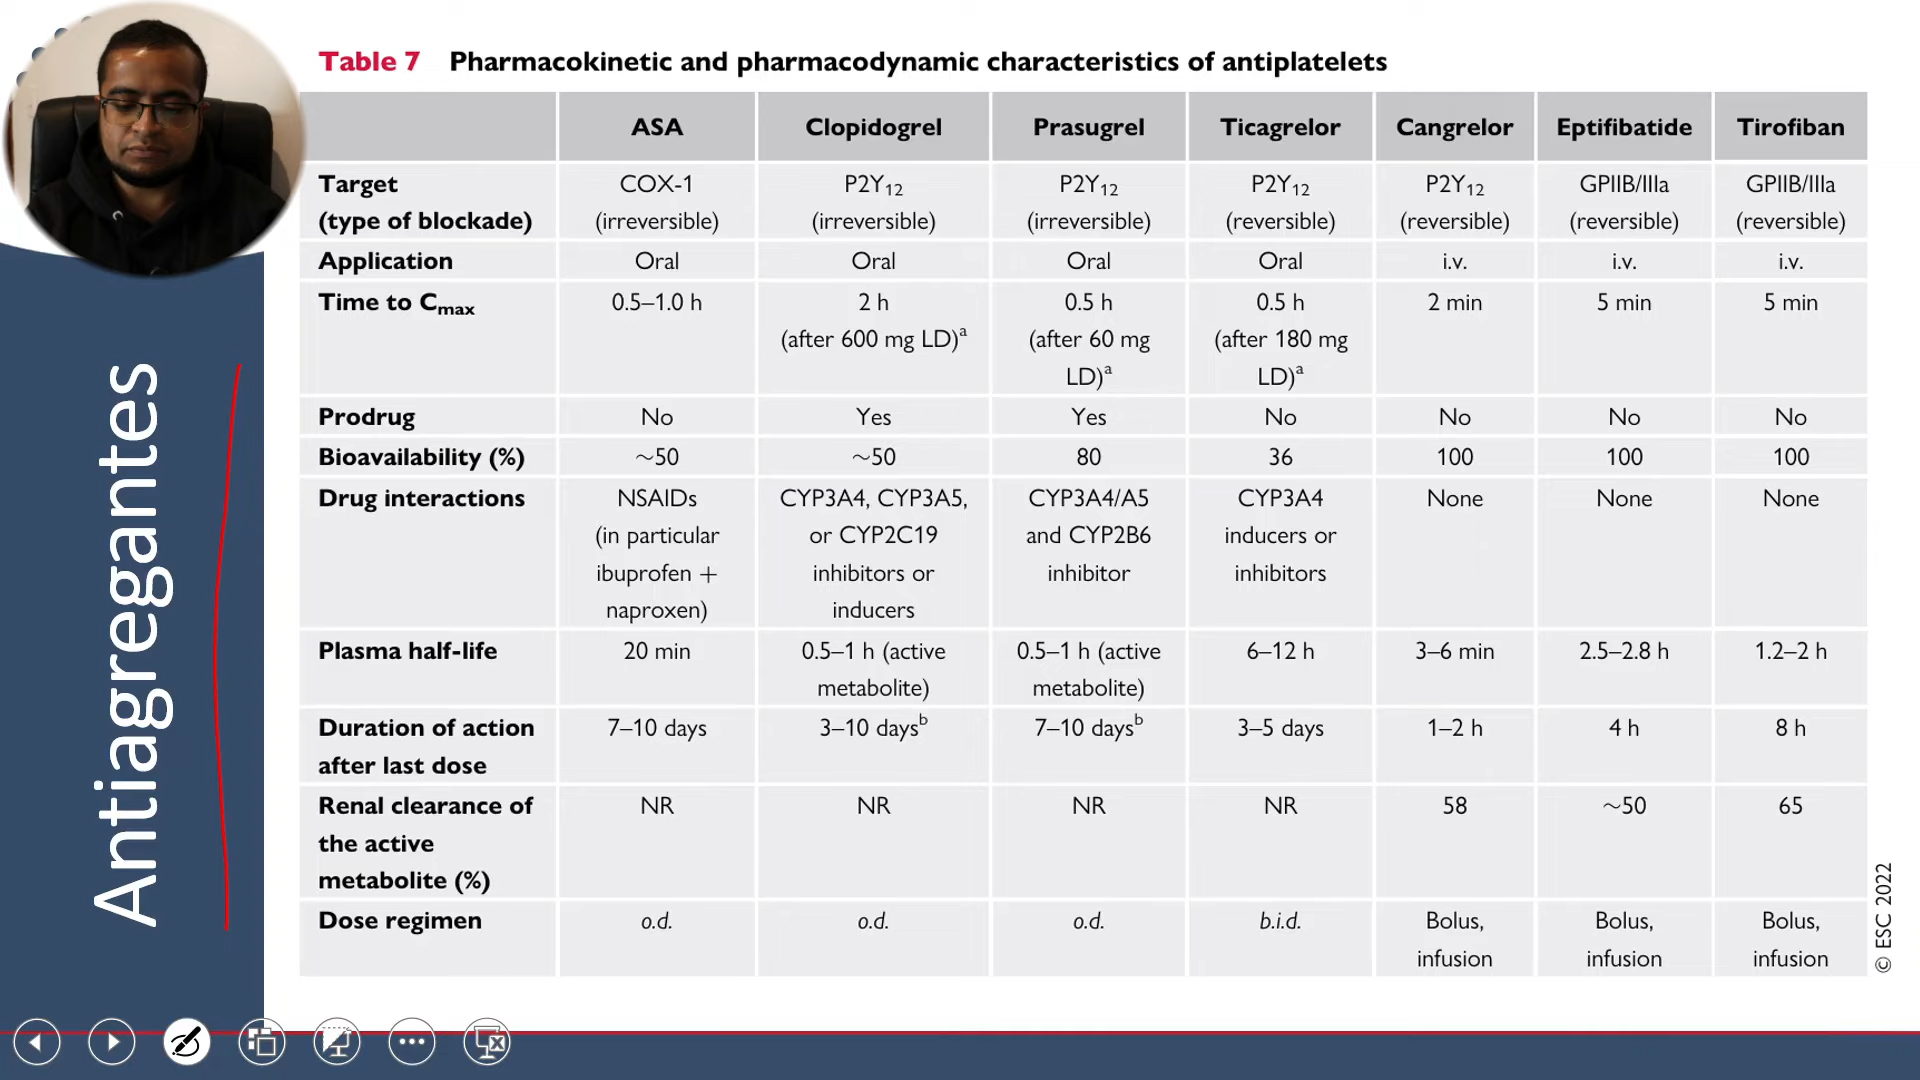 Table 7 Pharmacokinetic and pharmacodynamic characteristics of antiplatelets
ASA Clopidogrel Prasugrel Ticagrelor Cangrelor Eptifibatide Tirofiban
Target COX-1 P2Y12 P2Y12 P2Y12 P2Y12 GPIIB/IIIa GPIIB/IIIa
(type of blockade) (irreversible) (irreversible) (irreversible) (reversible) (reversible) (reversible) (reversible)
Application Oral Oral Oral Oral i.v. i.v. i.v.
Time to Cmax 0.5–1.0 h 2 h 0.5 h 0.5 h 2 min 5 min 5 min
(after 600 mg LD)a (after 60 mg (after 180 mg
LD)a LD)a
Prodrug No Yes Yes No No No No
Bioavailability (%) ~50 ~50 80 36 100 100 100
Drug interactions NSAIDs CYP3A4, CYP3A5, CYP3A4/A5 CYP3A4 None None None
(in particular or CYP2C19 and CYP2B6 inducers or
ibuprofen + inhibitors or inhibitor inhibitors
naproxen) inducers
Plasma half-life 20 min 0.5–1 h (active 0.5–1 h (active 6–12 h 3–6 min 2.5–2.8 h 1.2–2 h
metabolite) metabolite)
Duration of action 7–10 days 3–10 daysb 7–10 daysb 3–5 days 1–2 h 4 h 8 h
after last dose
Renal clearance of NR NR NR NR 58 ~50 65
the active
metabolite (%)
Dose regimen o.d. o.d. o.d. b.i.d. Bolus, Bolus, Bolus,
infusion infusion infusion
© ESC 2022
Antiagregantes